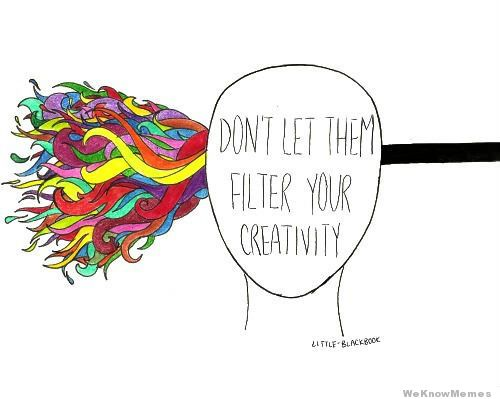 DON'T LET THEM
FILTER YOUR
CREATIVITY
LITTLE-BLACKBOOK
WeKnowMemes